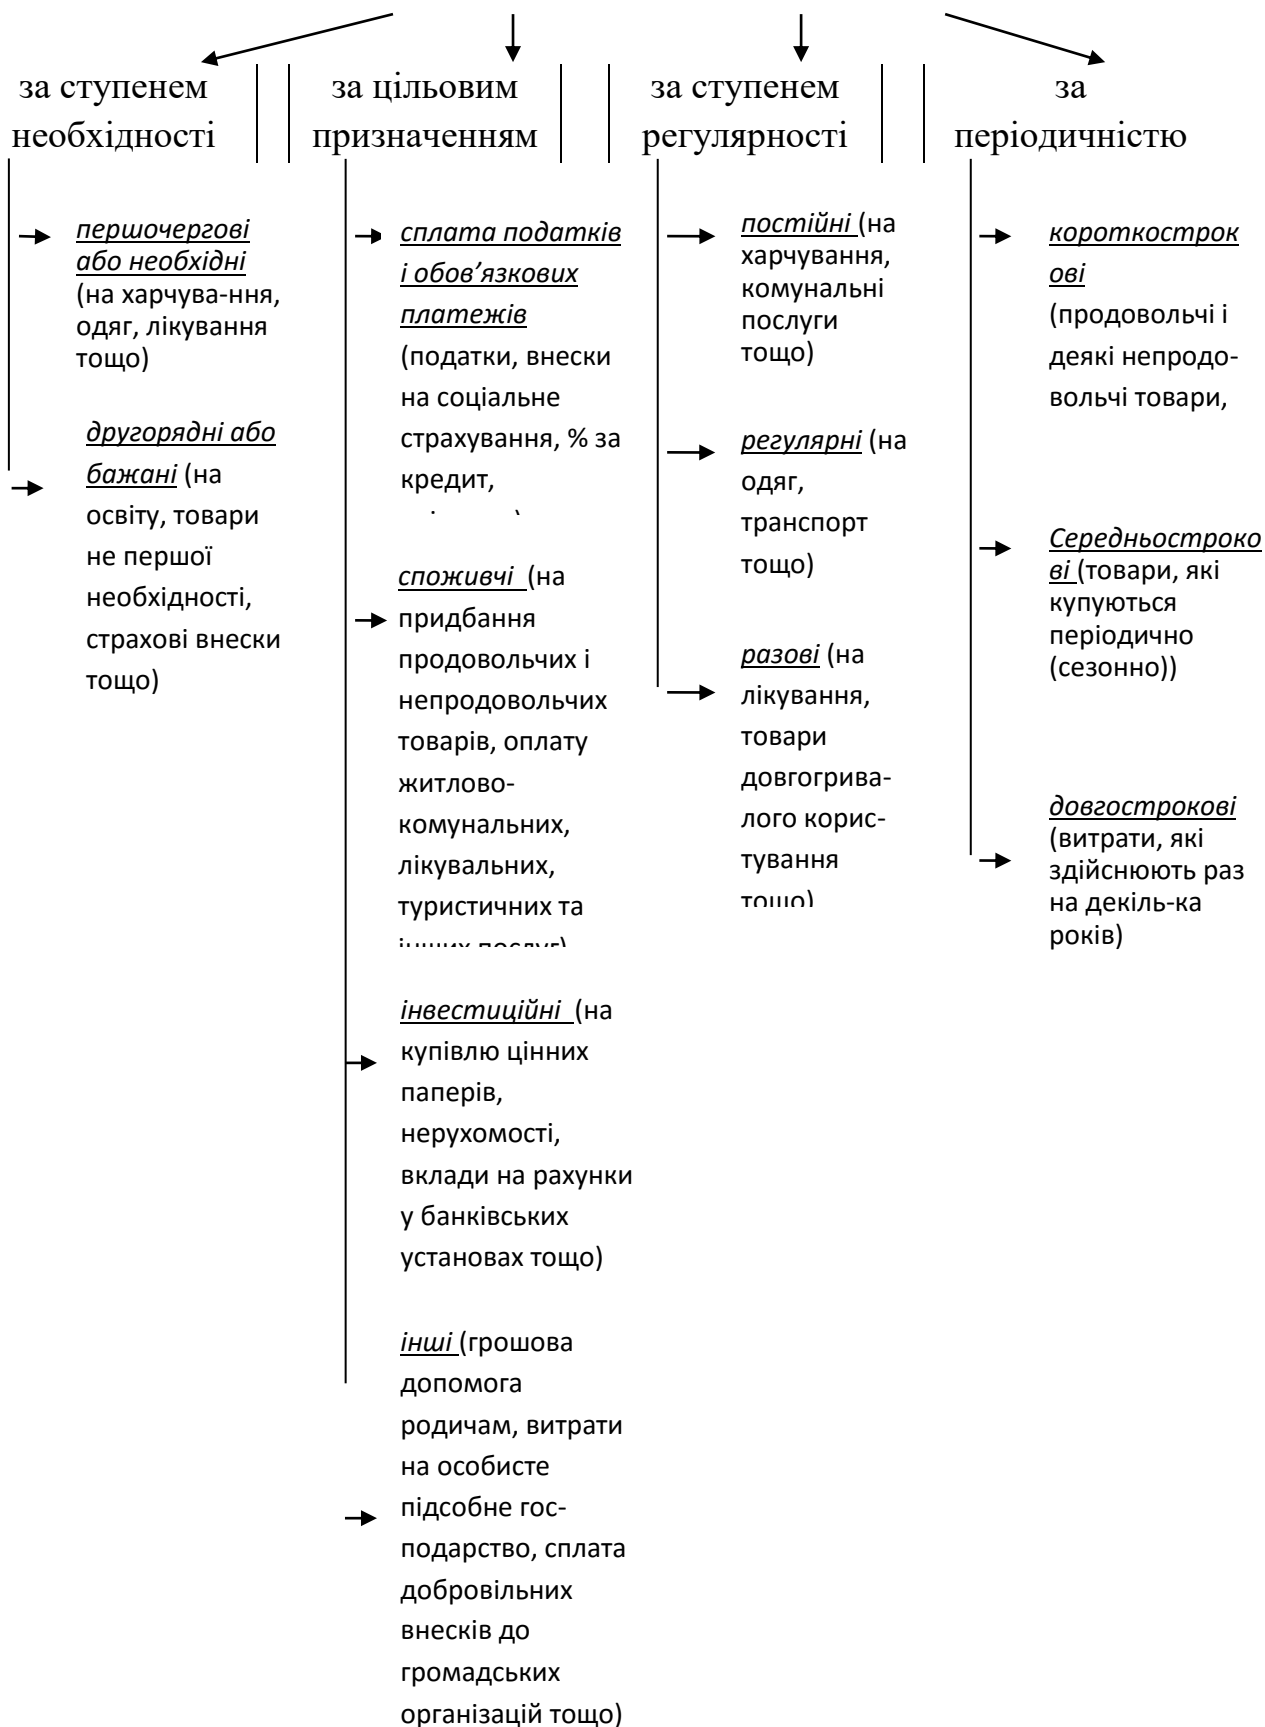 за ступенем
необхідності
першочергові
або необхідні
(на харчува-ння,
одяг, лікування
тощо)
другорядні або
бажані (на
освіту, товари
не першої
необхідності,
страхові внески
тощо)
за цільовим
призначенням
сплата податків
і обов’язкових
платежів
(податки, внески
на соціальне
страхування, % за
кредит,
споживчі (на
придбання
продовольчих і
непродовольчих
товарів, оплату
житлово-
комунальних,
лікувальних,
туристичних та
інших послуг)
інвестиційні (на
купівлю цінних
паперів,
нерухомості,
вклади на рахунки
у банківських
установах тощо)
інші (грошова
допомога
родичам, витрати
на особисте
підсобне гос-
подарство, сплата
добровільних
внесків до
громадських
організацій тощо)
за ступенем
регулярності
постійні (на
харчування,
комунальні
послуги
тощо)
регулярні (на
одяг,
транспорт
тощо)
разові (на
лікування,
товари
довгогрива-
лого корис-
тування
тощо)
за
періодичністю
короткостроk
ові
(продовольчі і
деякі непродо-
вольчі товари,
Середньостроко
ві (товари, які
купуються
періодично
(сезонно))
довгострокові
(витрати, які
здійснюють раз
на декіль-ка
років)